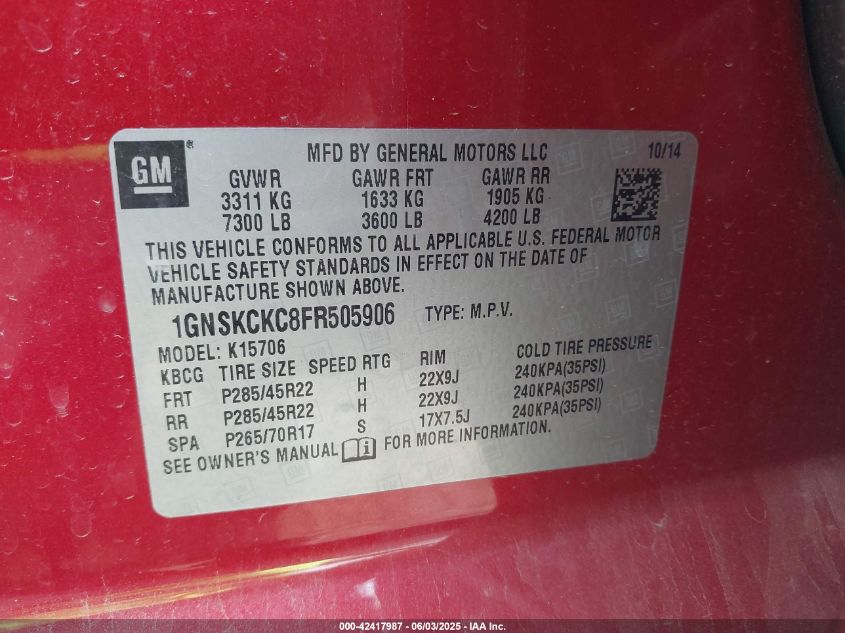 GM
®
MFD BY GENERAL MOTORS LLC 10/14
GVWR GAWR FRT GAWR RR
3311 KG 1633 KG 1905 KG
7300 LB 3600 LB 4200 LB
THIS VEHICLE CONFORMS TO ALL APPLICABLE U.S. FEDERAL MOTOR
VEHICLE SAFETY STANDARDS IN EFFECT ON THE DATE OF
MANUFACTURE SHOWN ABOVE.
1GNSKCKC8FR505906 TYPE: M.P.V.
MODEL: K15706
KBCG TIRE SIZE SPEED RTG RIM COLD TIRE PRESSURE
FRT P285/45R22 H 22X9J 240KPA(35PSI)
RR P285/45R22 H 22X9J 240KPA(35PSI)
SPA P265/70R17 S 17X7.5J 240KPA(35PSI)
SEE OWNER'S MANUAL i FOR MORE INFORMATION.
000-42417987 - 06/03/2025 - IAA Inc.